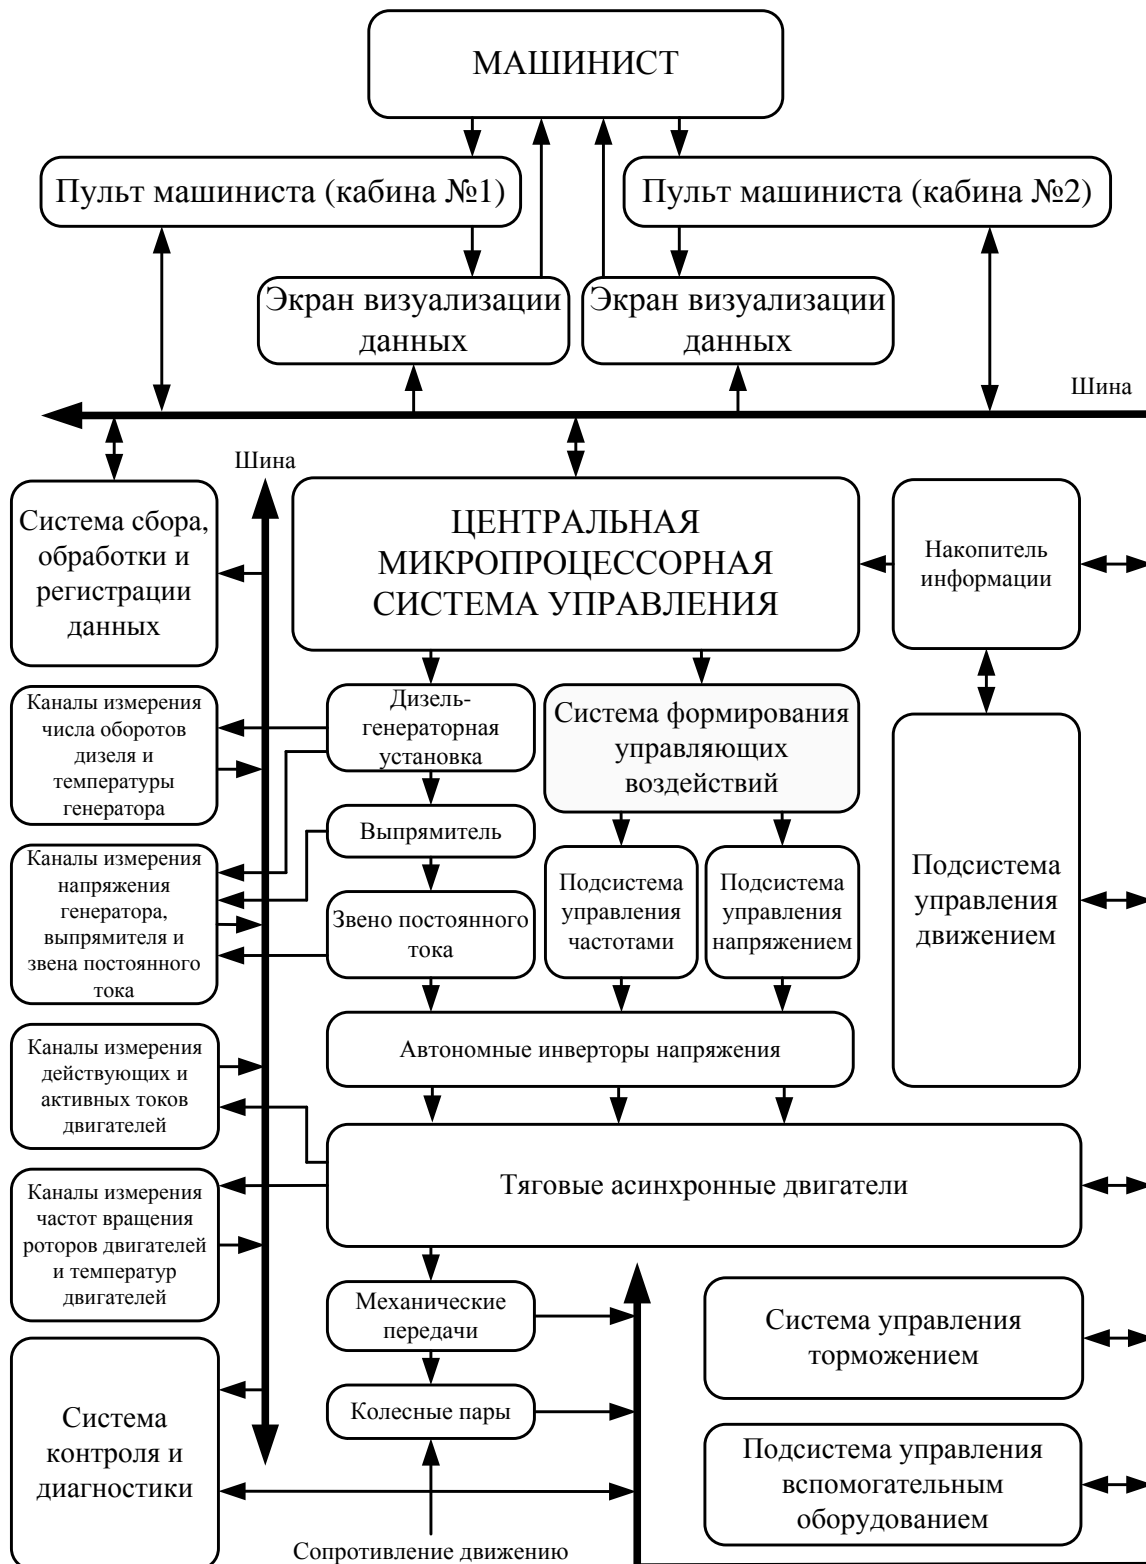 МАШИНИСТ
Пульт машиниста (кабина №1)
Пульт машиниста (кабина №2)
Экран визуализации
данных
Экран визуализации
данных
Шина
Шина
Система сбора,
обработки и
регистрации
данных
ЦЕНТРАЛЬНАЯ
МИКРОПРОЦЕССОРНАЯ
СИСТЕМА УПРАВЛЕНИЯ
Накопитель
информации
Каналы измерения
числа оборотов
дизеля и
температуры
генератора
Дизель-
генераторная
установка
Система формирования
управляющих
воздействий
Подсистема
управления
движением
Выпрямитель
Каналы измерения
напряжения
генератора,
выпрямителя и
звена постоянного
тока
Звено постоянного
тока
Подсистема
управления
частотами
Подсистема
управления
напряжением
Каналы измерения
действующих и
активных токов
двигателей
Автономные инверторы напряжения
Тяговые асинхронные двигатели
Каналы измерения
частот вращения
роторов двигателей
и температур
двигателей
Механические
передачи
Система управления
торможением
Колесные пары
Система
контроля и
диагностики
Подсистема управления
вспомогательным
оборудованием
Сопротивление движению